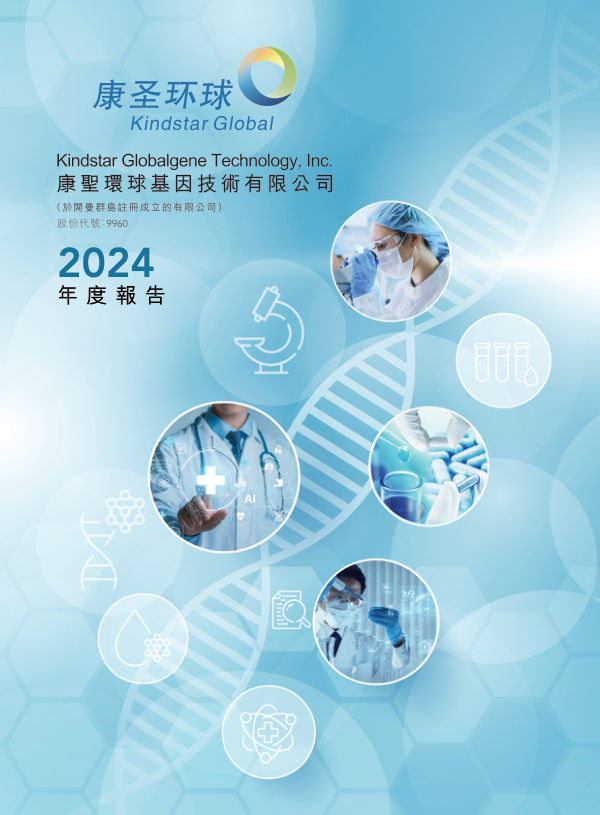 康圣环球
Kindstar Global
Kindstar Globalgene Technology, Inc.
康聖環球基因技術有限公司
（於開曼群島註冊成立的有限公司）
股份代號：9960
2024
年度報告
Ai